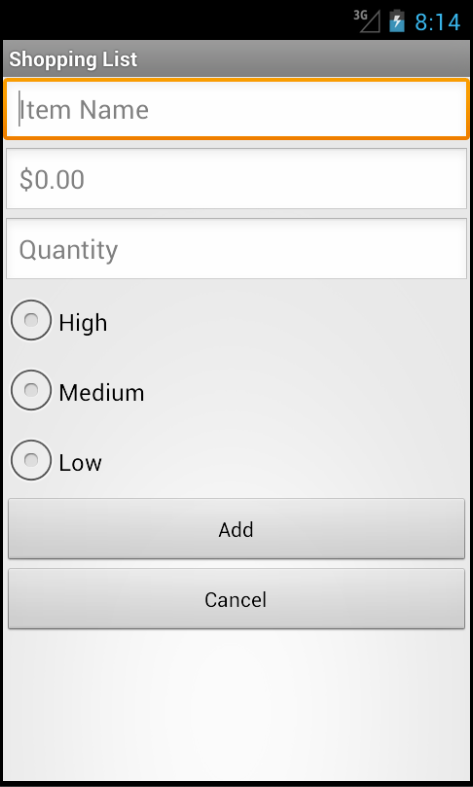 3G 8:14
Shopping List
Item Name
$0.00
Quantity
High
Medium
Low
Add
Cancel